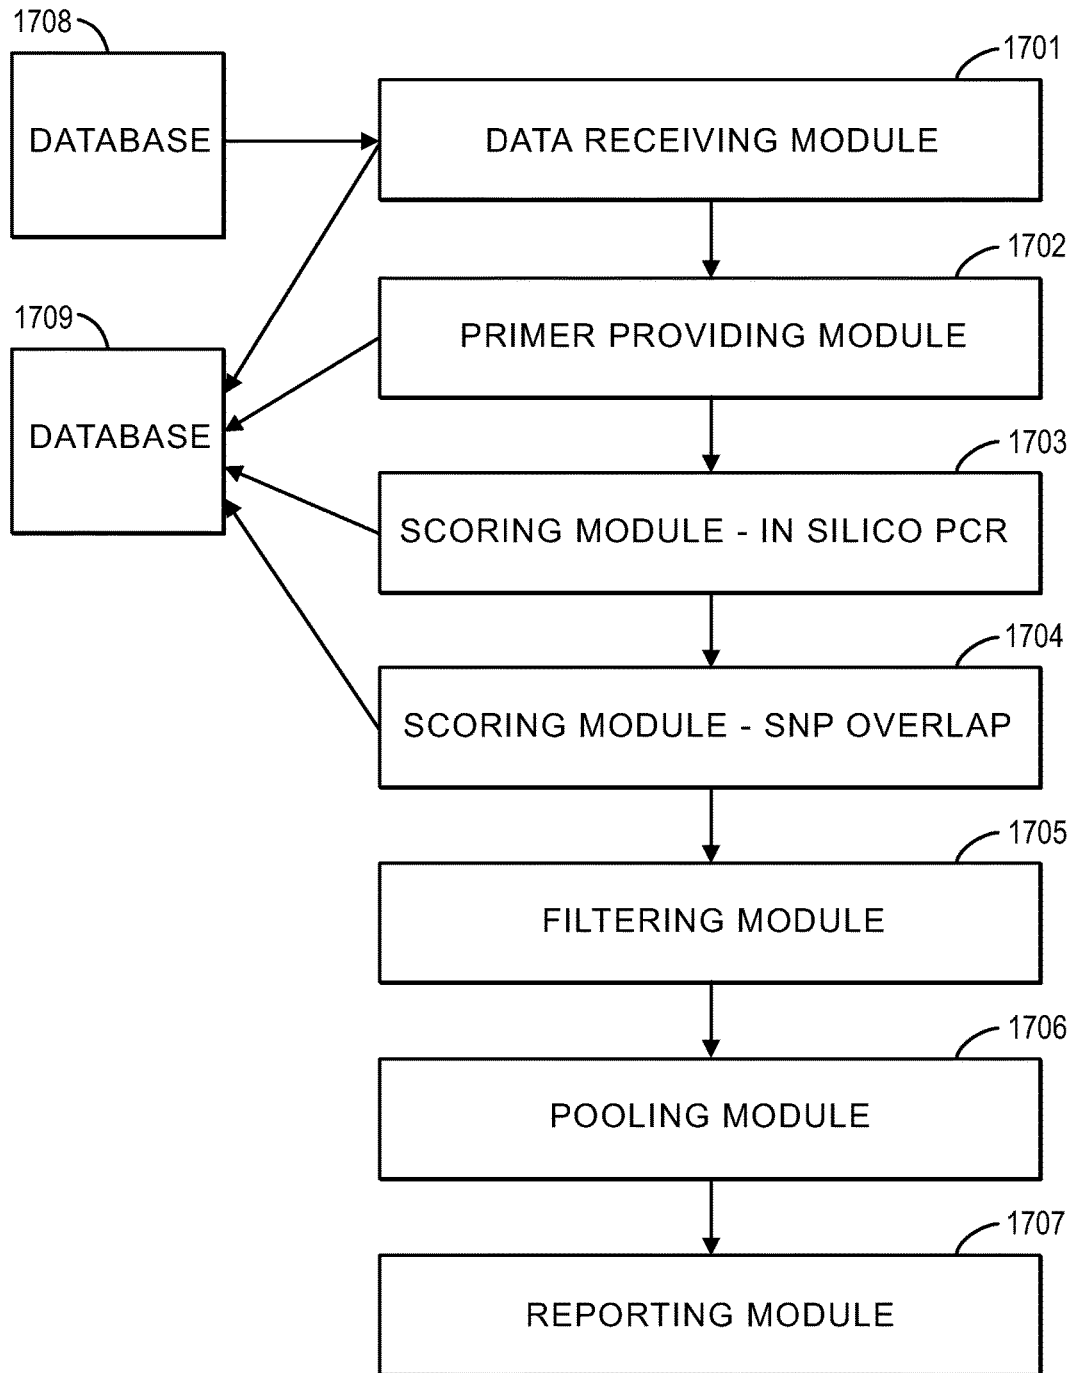 1708
DATABASE
1701
DATA RECEIVING MODULE
1702
PRIMER PROVIDING MODULE
1709
DATABASE
1703
SCORING MODULE - IN SILICO PCR
1704
SCORING MODULE - SNP OVERLAP
1705
FILTERING MODULE
1706
POOLING MODULE
1707
REPORTING MODULE